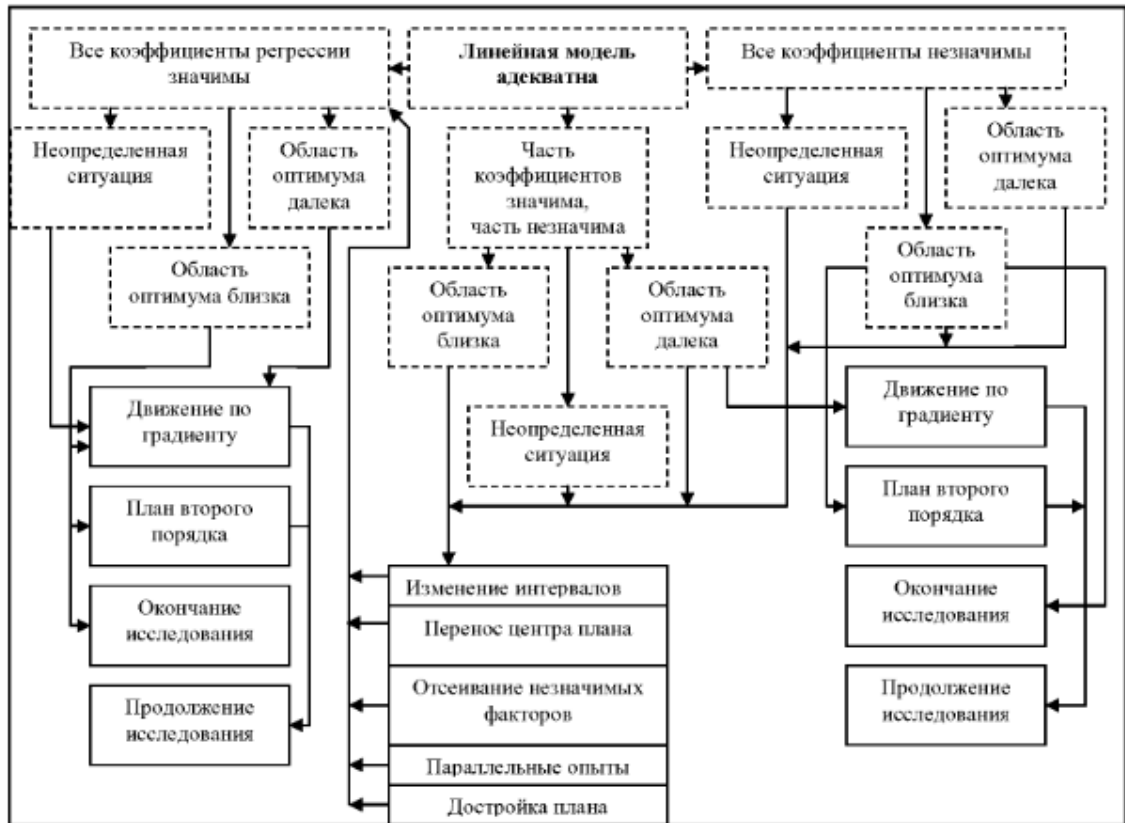 Все коэффициенты регрессии
значимы
Линейная модель
адекватна
Все коэффициенты незначимы
Неопределенная
ситуация
Область
оптимума
далека
Часть
коэффициентов
значима,
часть незначима
Неопределенная
ситуация
Область
оптимума
далека
Область
оптимума близка
Область
оптимума
близка
Область
оптимума
далека
Область
оптимума
близка
Движение по
градиенту
Неопределенная
ситуация
Движение по
градиенту
План второго
порядка
План второго
порядка
Изменение интервалов
Перенос центра плана
Отсеивание незначимых
факторов
Параллельные опыты
Достройка плана
Окончание
исследования
Окончание
исследования
Продолжение
исследования
Продолжение
исследования